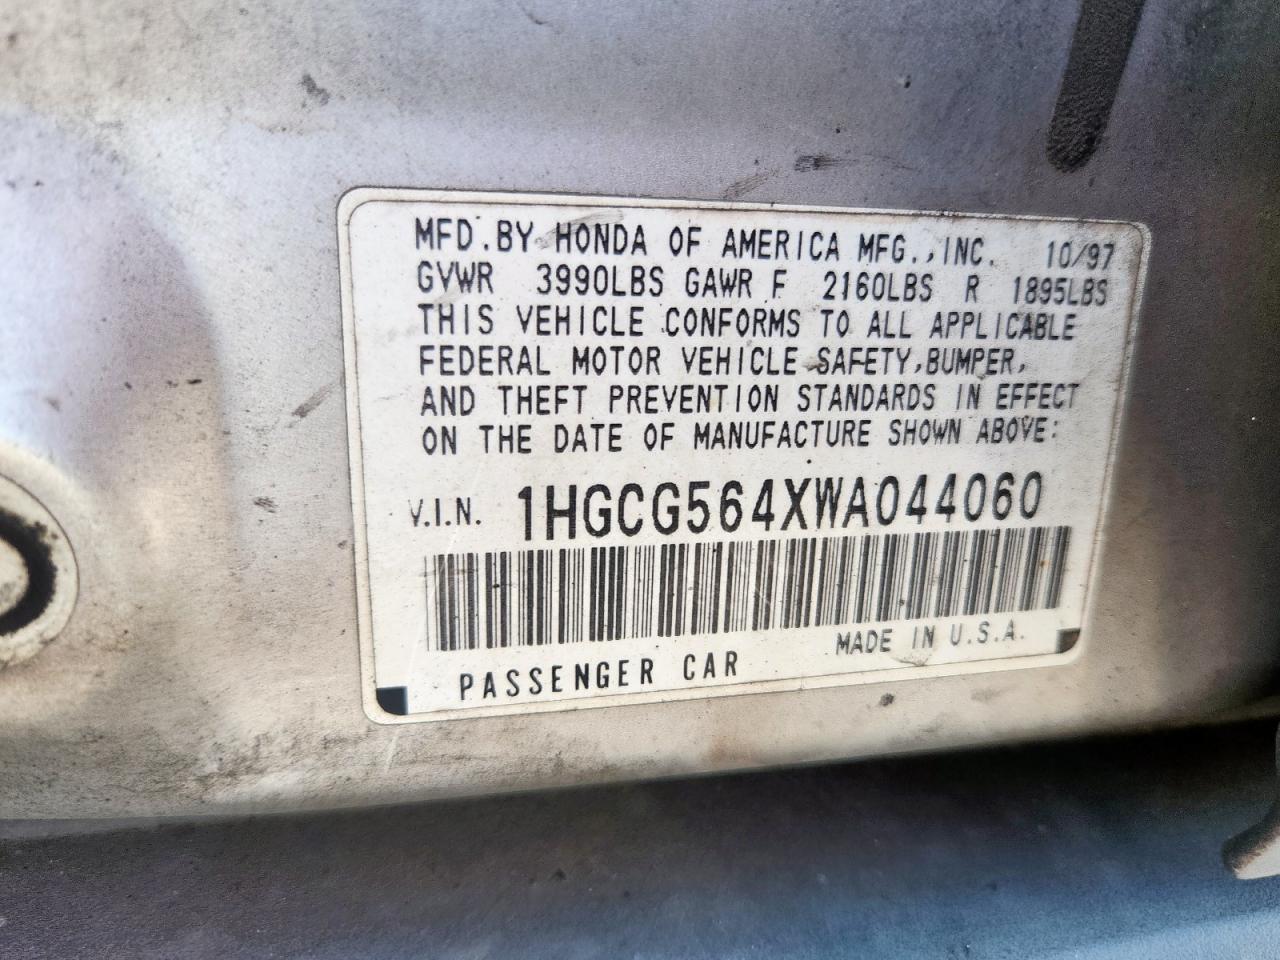 MFD. BY HONDA OF AMERICA MFG., INC. 10/97
GVWR 3990LBS GAWR F 2160LBS R 1895LBS
THIS VEHICLE CONFORMS TO ALL APPLICABLE
FEDERAL MOTOR VEHICLE SAFETY, BUMPER,
AND THEFT PREVENTION STANDARDS IN EFFECT
ON THE DATE OF MANUFACTURE SHOWN ABOVE:
V.I.N. 1HGCG564XWA044060
PASSENGER CAR MADE IN U.S.A.